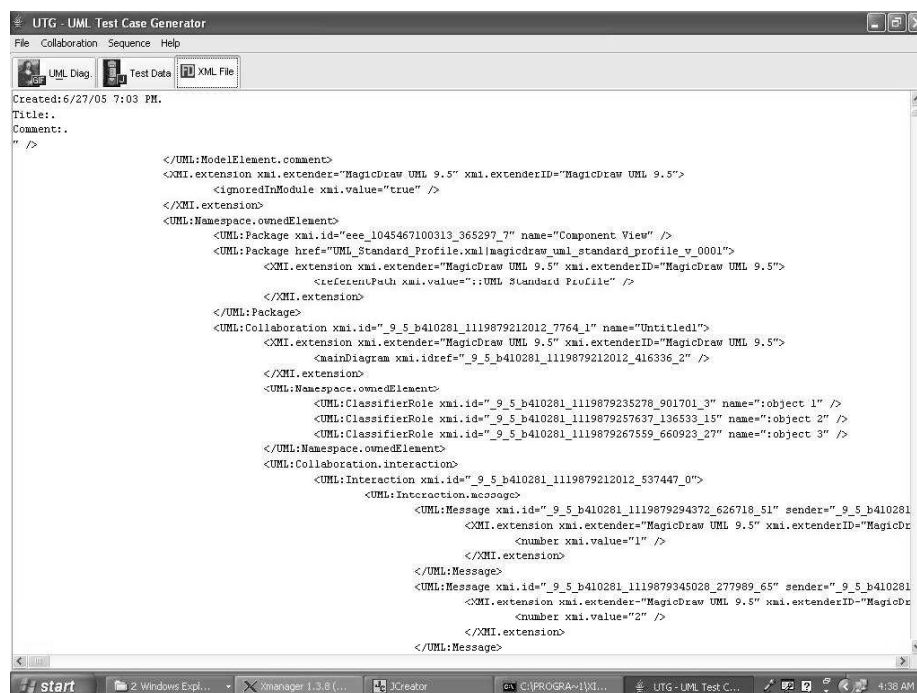 UTG - UML Test Case Generator
File Collaboration Sequence Help
UML Diag. Test Data XML File
Created:6/27/05 7:03 PM.
Title:.
Comment:.
" />
</UML:ModelElement.comment>
<XMI.extension xmi.extender="MagicDraw UML 9.5" xmi.extenderID="MagicDraw UML 9.5">
<ignoredInModule xmi.value="true" />
</XMI.extension>
<UML:Namespace.ownedElement>
<UML:Package xmi.id="eee_1045467100313_365297_7" name="Component View" />
<UML:Package href="UML_Standard_Profile.xml|magicdraw_uml_standard_profile_v_0001">
<XMI.extension xmi.extender="MagicDraw UML 9.5" xmi.extenderID="MagicDraw UML 9.5">
<referentPath xmi.value="::UML Standard Profile" />
</XMI.extension>
</UML:Package>
<UML:Collaboration xmi.id="_9_5_b410281_1119879212012_7764_1" name="Untitled1">
<XMI.extension xmi.extender="MagicDraw UML 9.5" xmi.extenderID="MagicDraw UML 9.5">
<mainDiagram xmi.idref="_9_5_b410281_1119879212012_416336_2" />
</XMI.extension>
<UML:Namespace.ownedElement>
<UML:ClassifierRole xmi.id="_9_5_b410281_1119879235278_901701_3" name=":object 1" />
<UML:ClassifierRole xmi.id="_9_5_b410281_1119879257637_136533_15" name=":object 2" />
<UML:ClassifierRole xmi.id="_9_5_b410281_1119879267559_660923_27" name=":object 3" />
</UML:Namespace.ownedElement>
<UML:Collaboration.interaction>
<UML:Interaction xmi.id="_9_5_b410281_1119879212012_537447_0">
<UML:Interaction.message>
<UML:Message xmi.id="_9_5_b410281_1119879294372_626718_51" sender="_9_5_b410281
<XMI.extension xmi.extender="MagicDraw UML 9.5" xmi.extenderID="MagicDr
<number xmi.value="1" />
</XMI.extension>
</UML:Message>
<UML:Message xmi.id="_9_5_b410281_1119879345028_277989_65" sender="_9_5_b410281
<XMI.extension xmi.extender="MagicDraw UML 9.5" xmi.extenderID="MagicDr
<number xmi.value="2" />
</XMI.extension>
</UML:Message>
start 2 Windows Expl... Xmanager 1.3.8 (... JCreator C:\PROGRA~1\XI... UTG - UML Test C... 4:38 AM